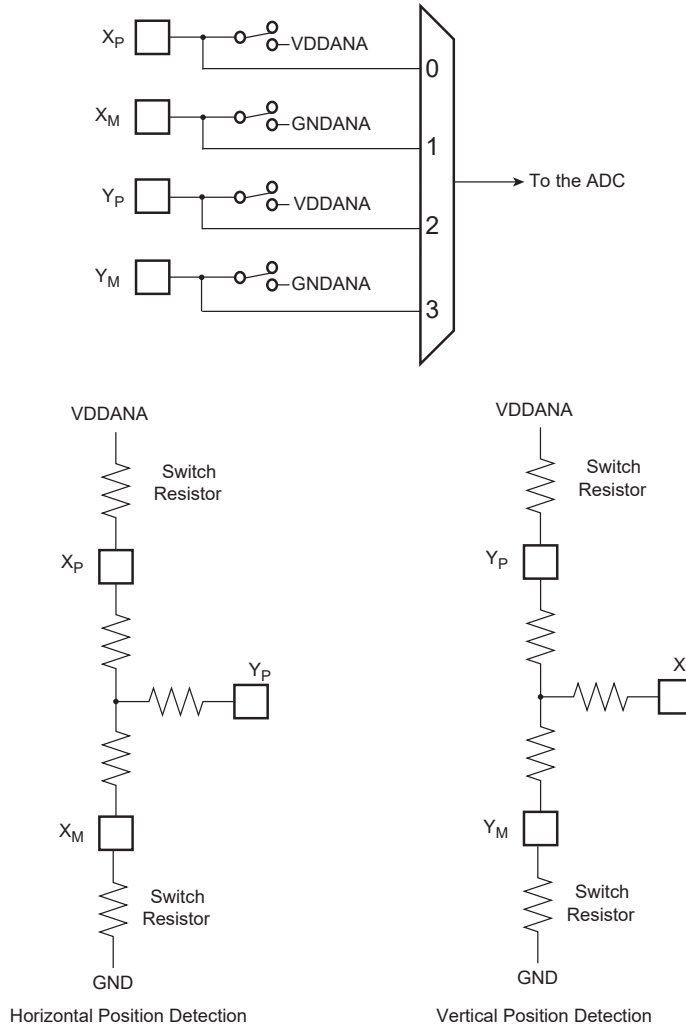 XP
VDDANA
0
XM
GNDANA
1
YP
VDDANA
2
To the ADC
YM
GNDANA
3
VDDANA
Switch
Resistor
XP
YP
XM
Switch
Resistor
GND
Horizontal Position Detection
VDDANA
Switch
Resistor
YP
X
YM
Switch
Resistor
GND
Vertical Position Detection